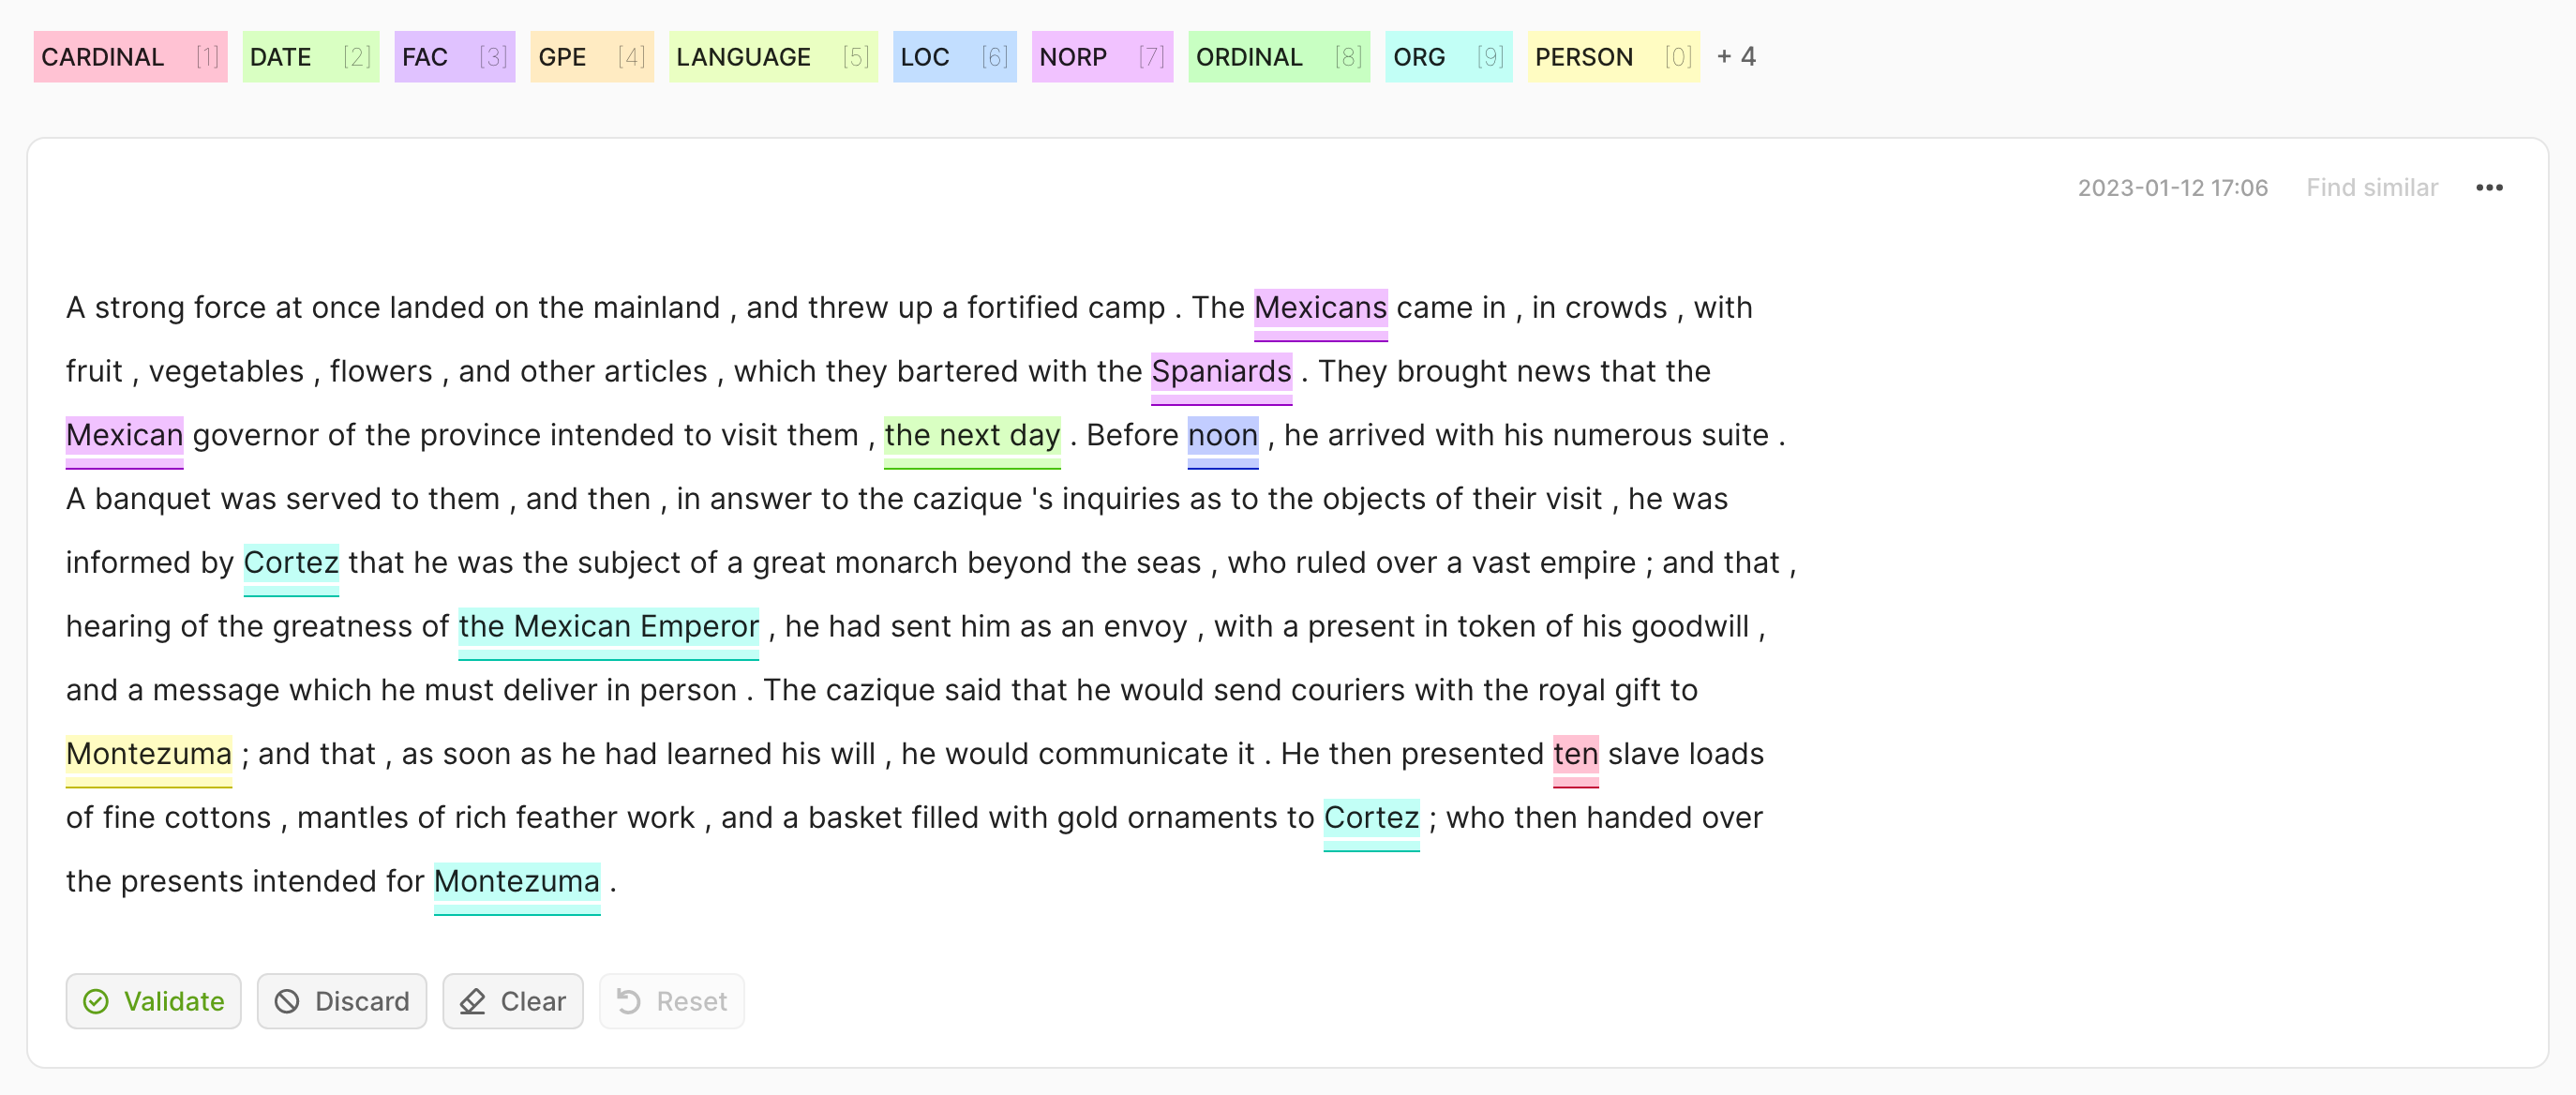 CARDINAL [1] DATE [2] FAC [3] GPE [4] LANGUAGE [5] LOC [6] NORP [7] ORDINAL [8] ORG [9] PERSON [0] + 4
2023-01-12 17:06 Find similar
A strong force at once landed on the mainland , and threw up a fortified camp . The Mexicans came in , in crowds , with
fruit , vegetables , flowers , and other articles , which they bartered with the Spaniards . They brought news that the
Mexican governor of the province intended to visit them , the next day . Before noon , he arrived with his numerous suite .
A banquet was served to them , and then , in answer to the cazique 's inquiries as to the objects of their visit , he was
informed by Cortez that he was the subject of a great monarch beyond the seas , who ruled over a vast empire ; and that ,
hearing of the greatness of the Mexican Emperor , he had sent him as an envoy , with a present in token of his goodwill ,
and a message which he must deliver in person . The cazique said that he would send couriers with the royal gift to
Montezuma ; and that , as soon as he had learned his will , he would communicate it . He then presented ten slave loads
of fine cottons , mantles of rich feather work , and a basket filled with gold ornaments to Cortez ; who then handed over
the presents intended for Montezuma .
Validate Discard Clear Reset